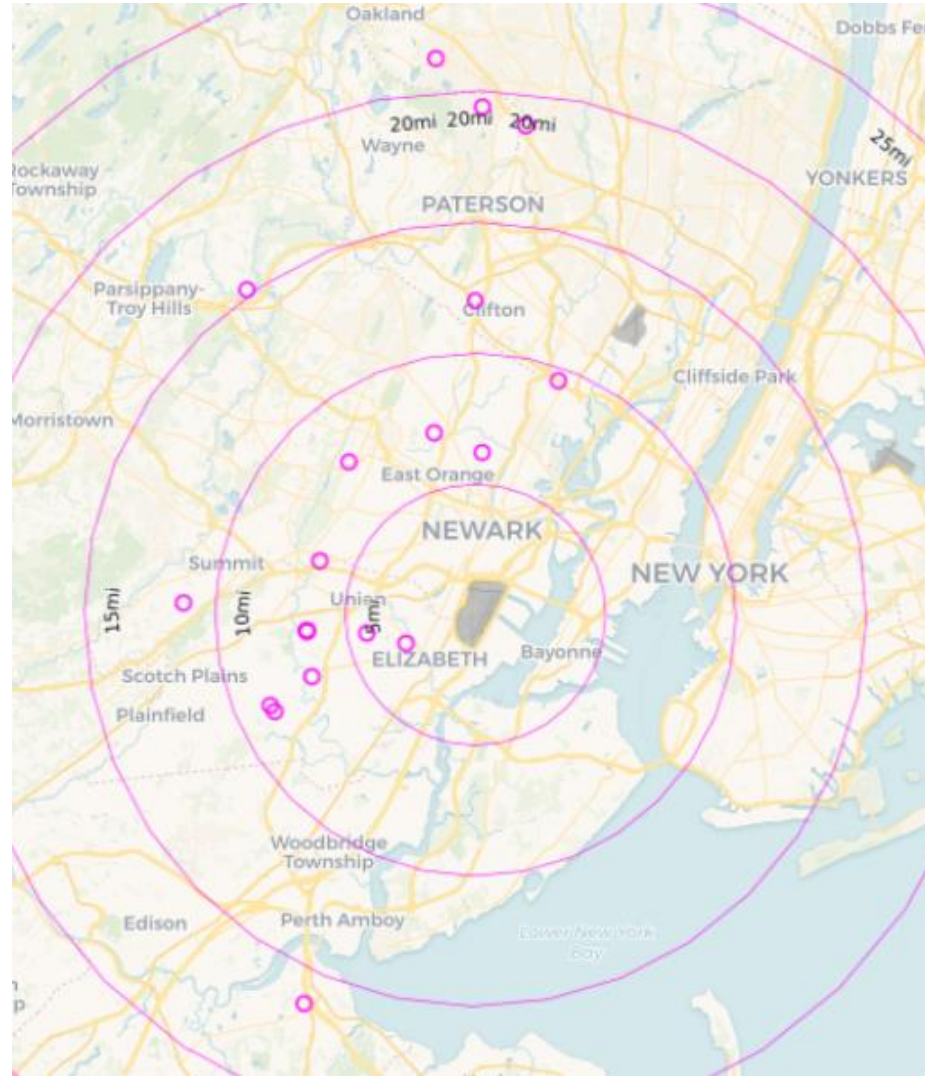 Oakland
Dobbs Fe
20mi
20mi
20mi
Wayne
25mi
Rockaway
Township
YONKERS
PATERSON
Parsippany-
Troy Hills
Clifton
Cliffside Park
Morristown
East Orange
NEWARK
Summit
NEW YORK
Union
15mi
10mi
5mi
ELIZABETH
Bayonne
Scotch Plains
Plainfield
Woodbridge
Township
Edison
Perth Amboy
Lower New York
Bay
p